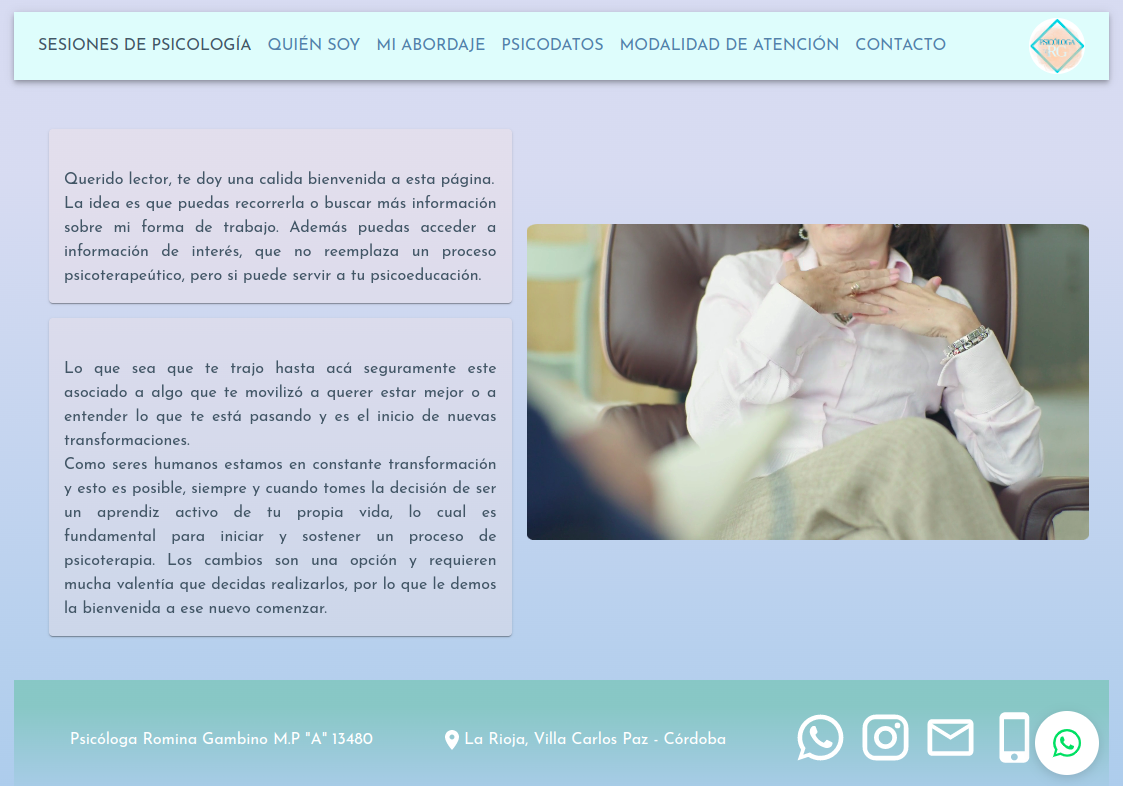 SESIONES DE PSICOLOGÍA QUIÉN SOY MI ABORDAJE PSICODATOS MODALIDAD DE ATENCIÓN CONTACTO
PSICÓLOGA
Querido lector, te doy una calida bienvenida a esta página.
La idea es que puedas recorrerla o buscar más información
sobre mi forma de trabajo. Además puedas acceder a
información de interés, que no reemplaza un proceso
psicoterapeútico, pero si puede servir a tu psicoeducación.
Lo que sea que te trajo hasta acá seguramente este
asociado a algo que te movilizó a querer estar mejor o a
entender lo que te está pasando y es el inicio de nuevas
transformaciones.
Como seres humanos estamos en constante transformación
y esto es posible, siempre y cuando tomes la decisión de ser
un aprendiz activo de tu propia vida, lo cual es
fundamental para iniciar y sostener un proceso de
psicoterapia. Los cambios son una opción y requieren
mucha valentía que decidas realizarlos, por lo que le demos
la bienvenida a ese nuevo comenzar.
Psicóloga Romina Gambino M.P "A" 13480
La Rioja, Villa Carlos Paz - Córdoba